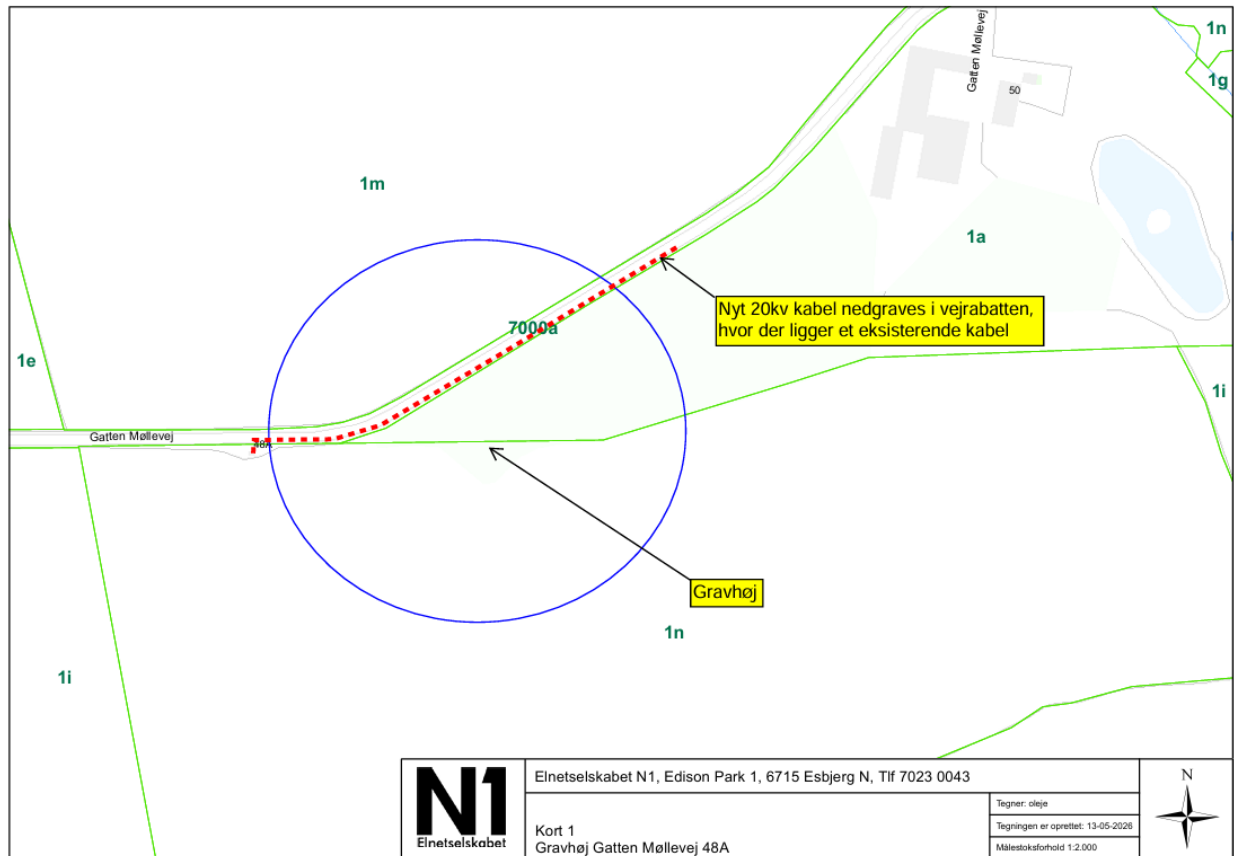 Gatten Møllevej
1n
1g
50
1m
1a
Nyt 20kv kabel nedgraves i vejrabatten,
hvor der ligger et eksisterende kabel
7000a
1e
1i
Gatten Møllevej
48A
Gravhøj
1n
1i
N1
Elnetselskabet
Elnetselskabet N1, Edison Park 1, 6715 Esbjerg N, Tlf 7023 0043
Kort 1
Gravhøj Gatten Møllevej 48A
Tegner: oleje
Tegningen er oprettet: 13-05-2026
Målestoksforhold 1:2.000
N